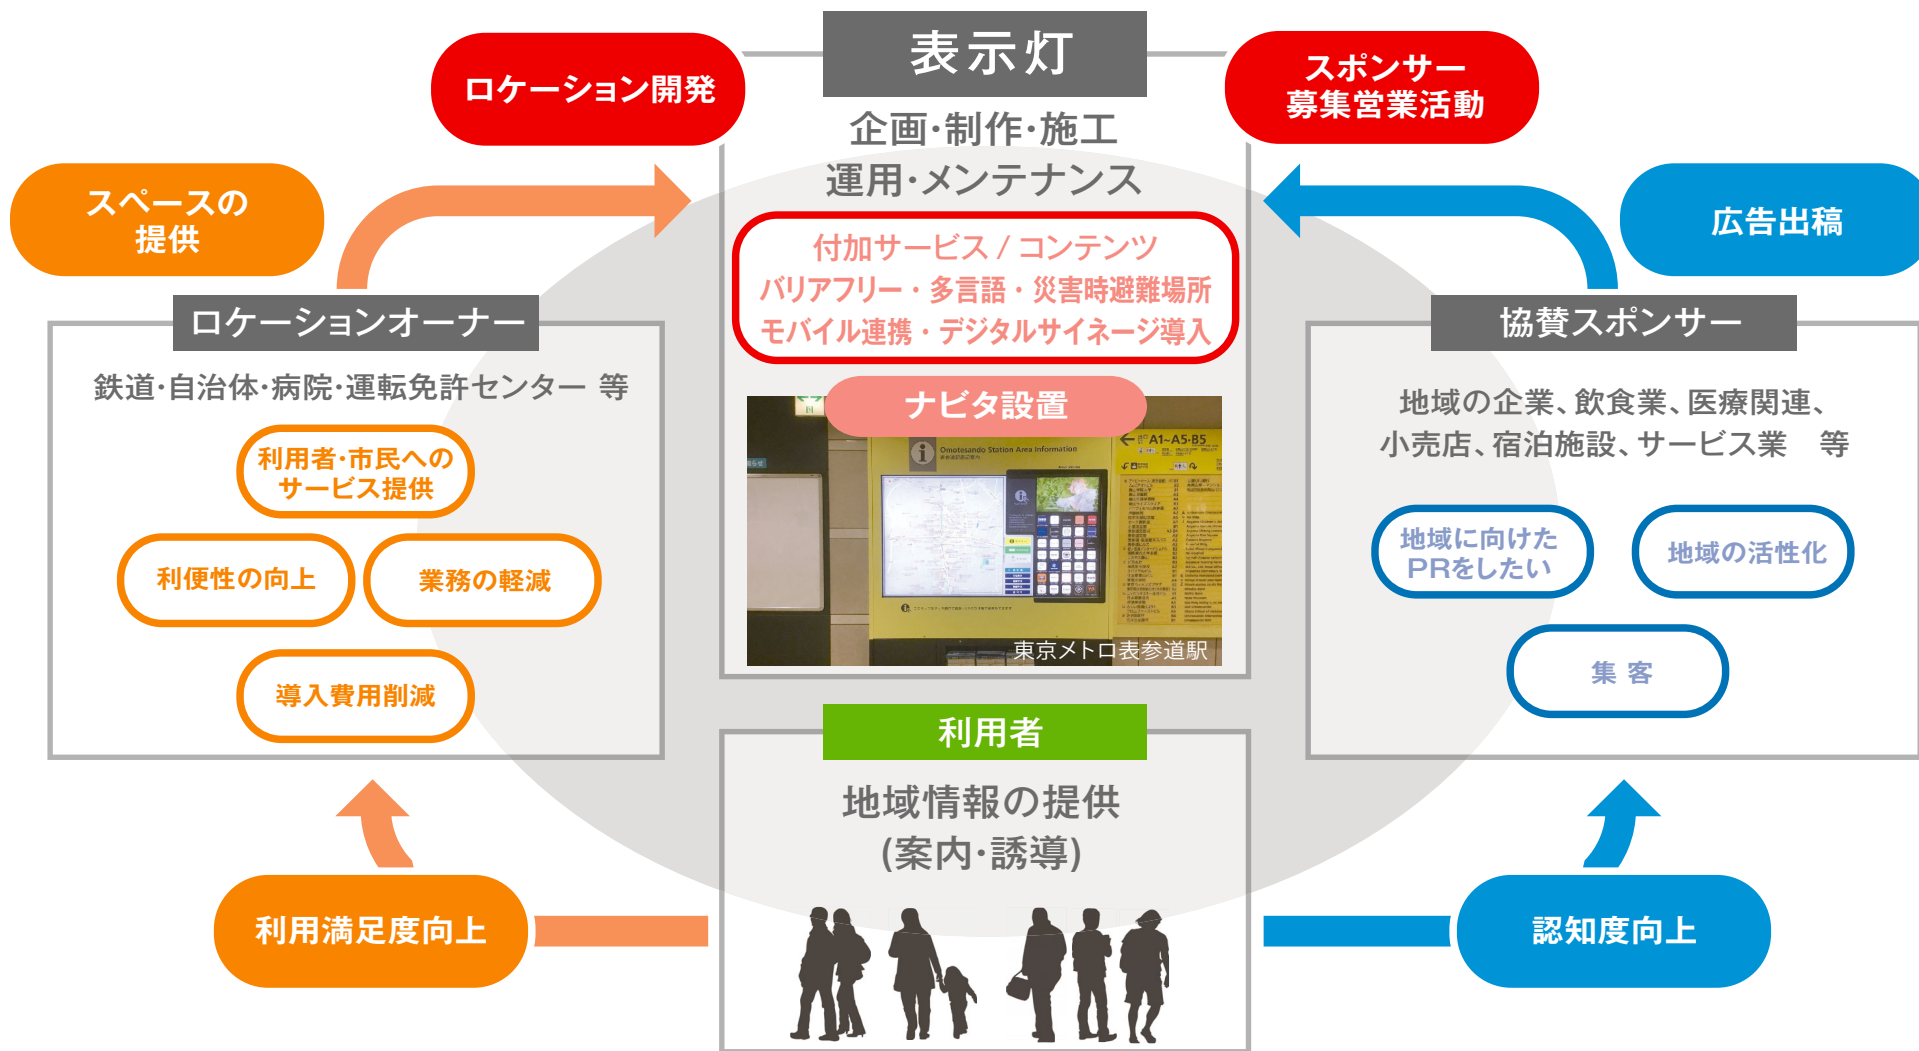 表示灯
ロケーション開発
スポンサー
募集営業活動
企画・制作・施工
運用・メンテナンス
スペースの
提供
広告出稿
付加サービス / コンテンツ
バリアフリー・多言語・災害時避難場所
モバイル連携・デジタルサイネージ導入
ロケーションオーナー
鉄道・自治体・病院・運転免許センター 等
利用者・市民への
サービス提供
利便性の向上
業務の軽減
導入費用削減
ナビタ設置
Omotesando Station Area Information
A1~A5・B5
東京メトロ表参道駅
協賛スポンサー
地域の企業、飲食業、医療関連、
小売店、宿泊施設、サービス業　等
地域に向けた
PRをしたい
地域の活性化
集 客
利用者
地域情報の提供
(案内・誘導)
利用満足度向上
認知度向上